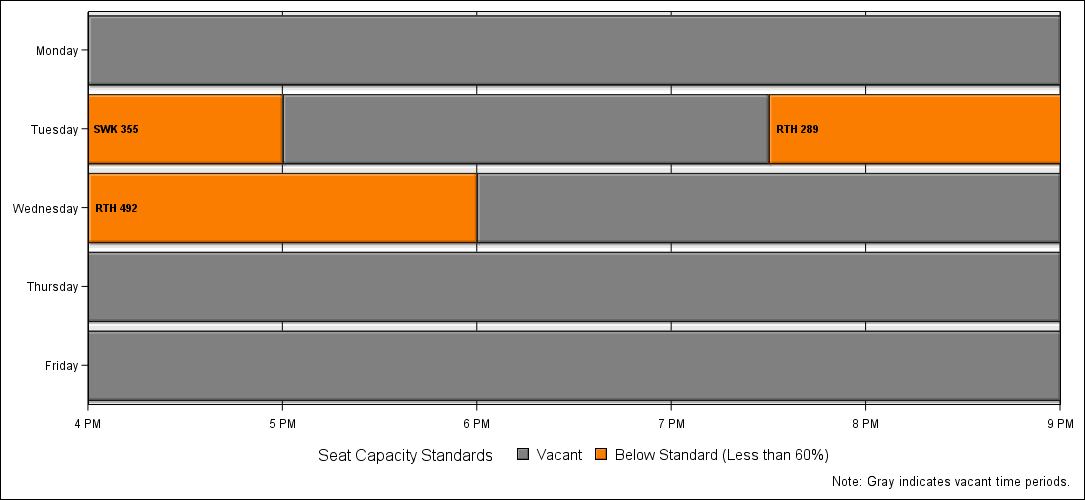 Monday
Tuesday
SWK 355
RTH 289
Wednesday
RTH 492
Thursday
Friday
4 PM 5 PM 6 PM 7 PM 8 PM 9 PM
Seat Capacity Standards Vacant Below Standard (Less than 60%)
Note: Gray indicates vacant time periods.